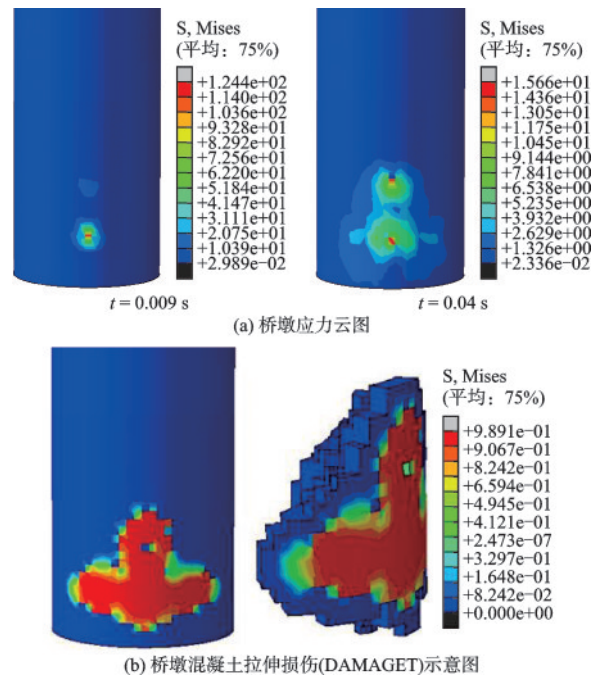 S, Mises
(平均：75%)
+1.244e+02
+1.140e+02
+1.036e+02
+9.328e+01
+8.292e+01
+7.256e+01
+6.220e+01
+5.184e+01
+4.147e+01
+3.111e+01
+2.075e+01
+1.039e+01
+2.989e−02
t = 0.009 s
S, Mises
(平均：75%)
+1.566e+01
+1.436e+01
+1.305e+01
+1.175e+01
+1.045e+01
+9.144e+00
+7.841e+00
+6.538e+00
+5.235e+00
+3.932e+00
+2.629e+00
+1.326e+00
+2.336e−02
t = 0.04 s
(a) 桥墩应力云图
S, Mises
(平均：75%)
+9.891e−01
+9.067e−01
+8.242e−01
+6.594e−01
+4.945e−01
+4.121e−01
+2.473e−07
+3.297e−01
+1.648e−01
+8.242e−02
+0.000e+00
(b) 桥墩混凝土拉伸损伤(DAMAGET)示意图